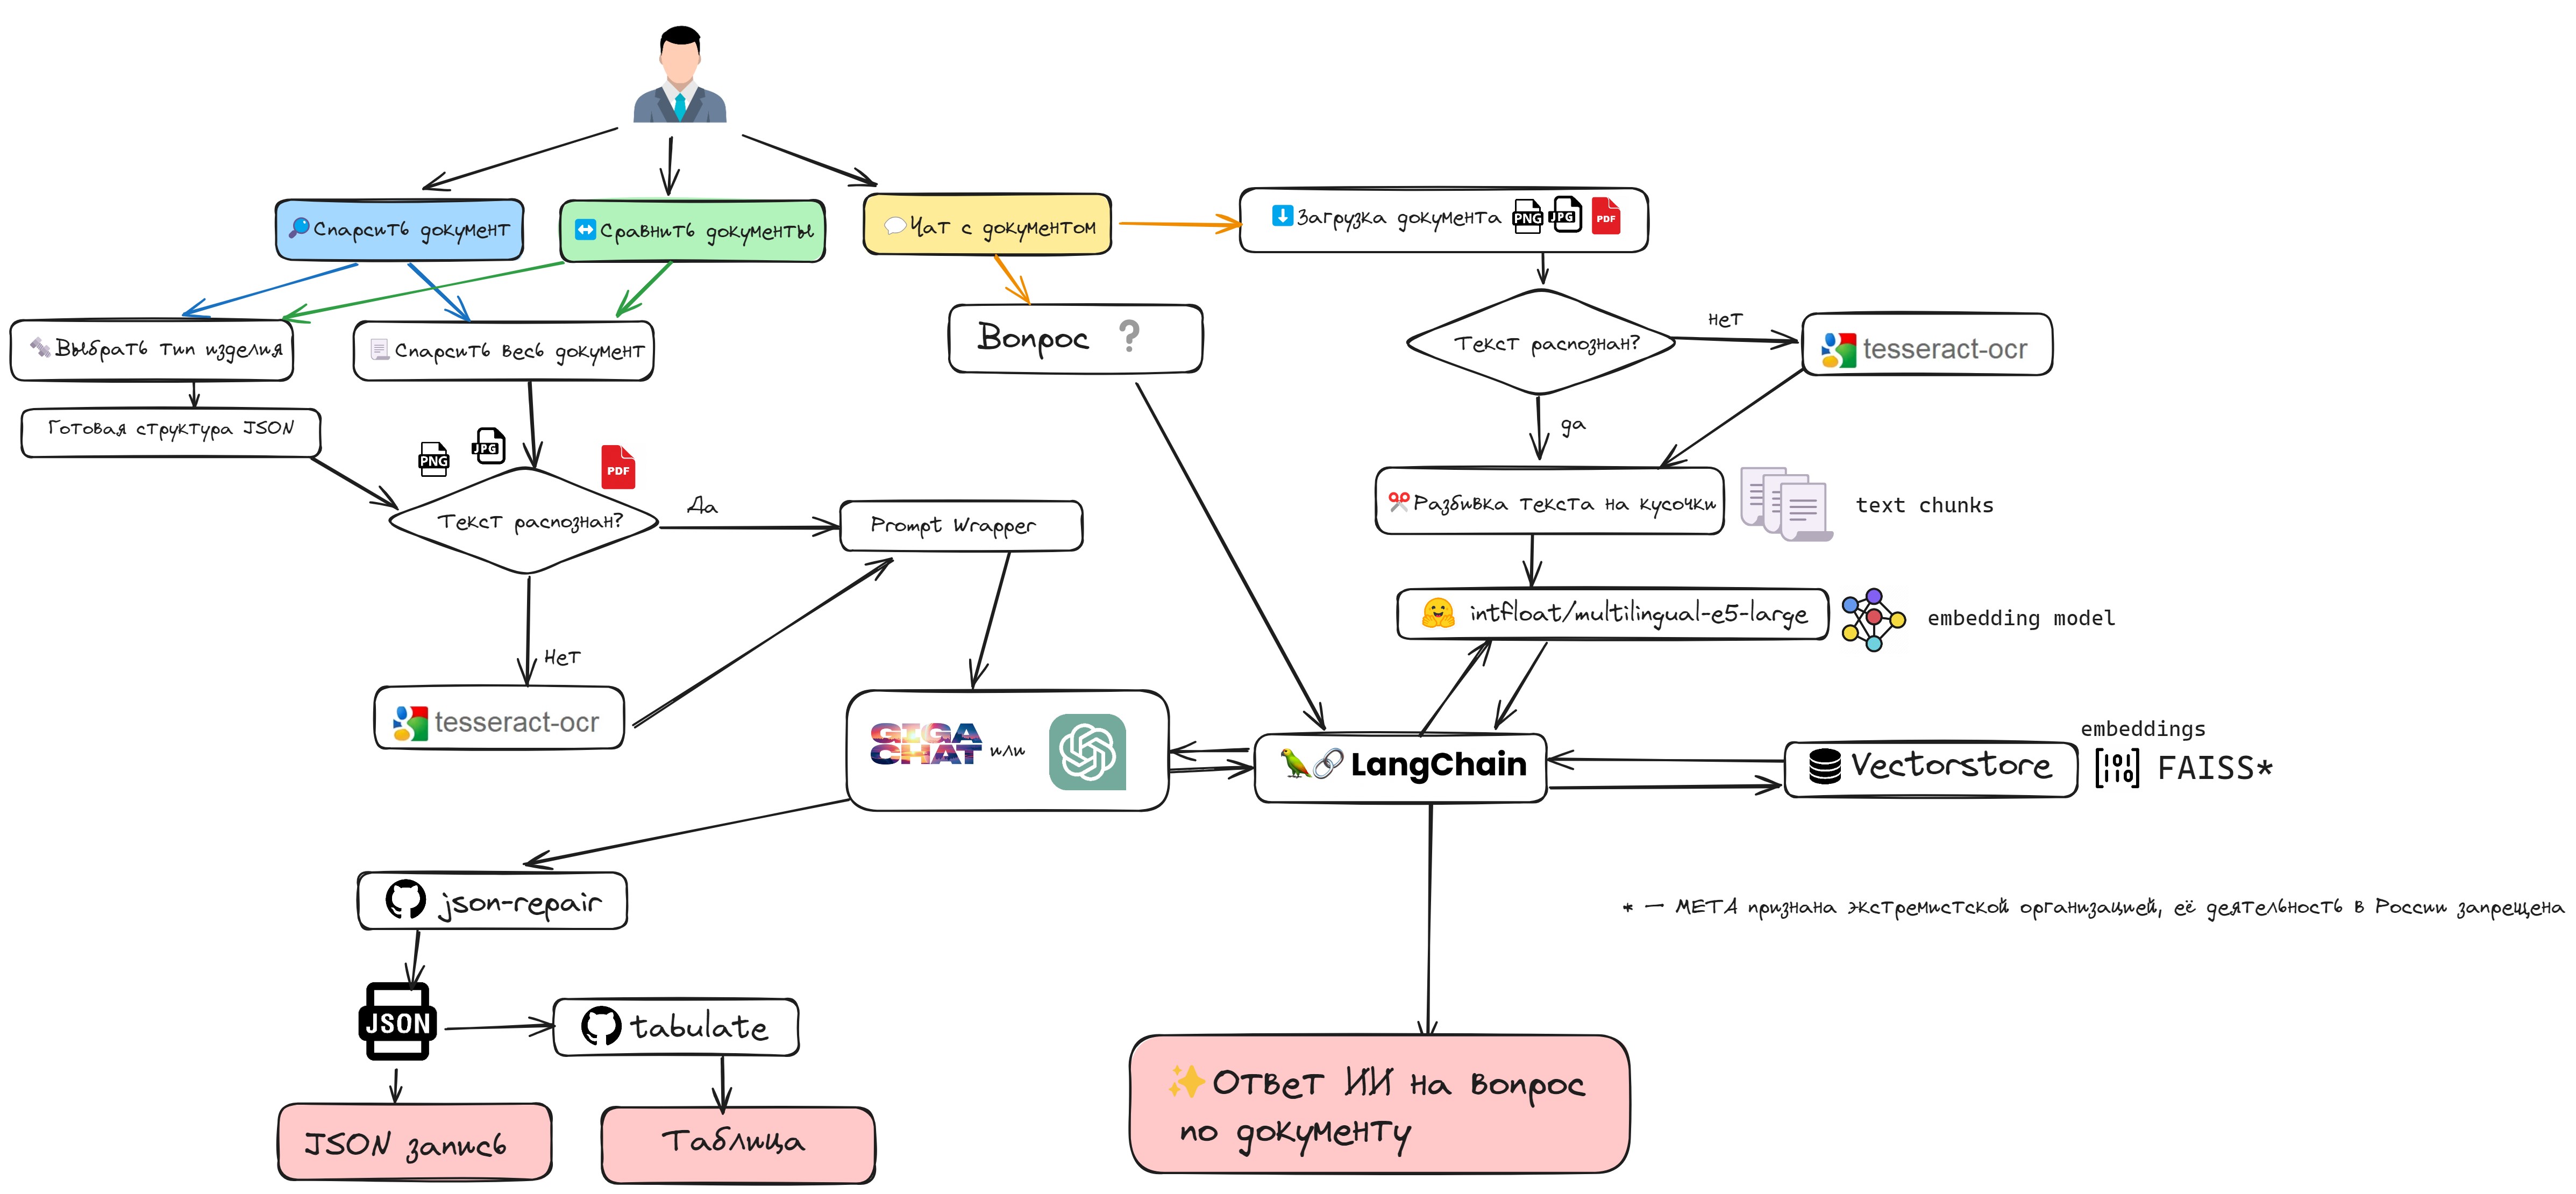 Спарсить документ
Сравнить документы
Чат с документом
Загрузка документа
PNG
JPG
PDF
Выбрать тип изделия
Спарсить весь документ
Вопрос ?
Текст распознан?
нет
tesseract-ocr
Готовая структура JSON
да
PNG
JPG
PDF
Текст распознан?
Да
Prompt Wrapper
Разбивка текста на кусочки
text chunks
intfloat/multilingual-e5-large
embedding model
Нет
tesseract-ocr
GIGA
CHAT
или
LangChain
Vectorstore
embeddings
FAISS*
json-repair
* — META признана экстремистской организацией, её деятельность в России запрещена
JSON
tabulate
Ответ ИИ на вопрос
по документу
JSON запись
Таблица